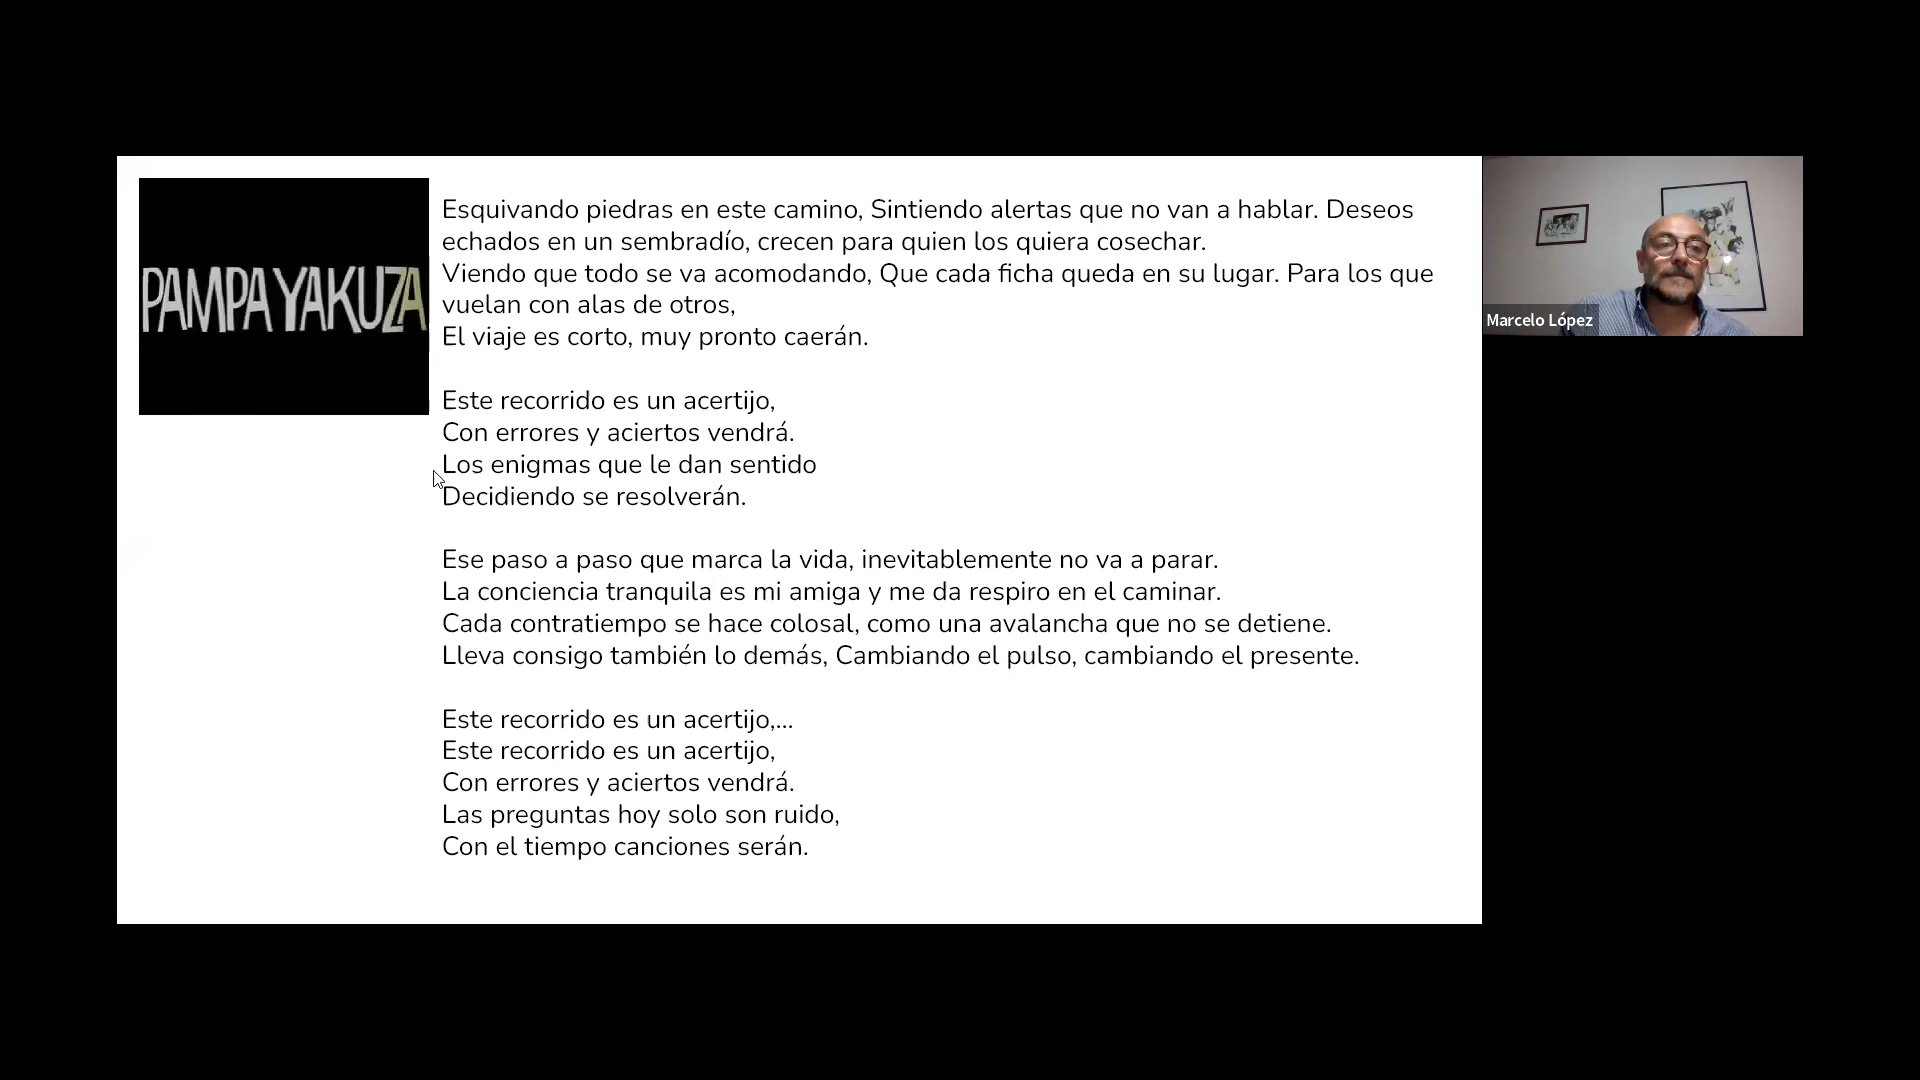 PAMPA YAKUZA
Esquivando piedras en este camino, Sintiendo alertas que no van a hablar. Deseos
echados en un sembradío, crecen para quien los quiera cosechar.
Viendo que todo se va acomodando, Que cada ficha queda en su lugar. Para los que
vuelan con alas de otros,
El viaje es corto, muy pronto caerán.
Este recorrido es un acertijo,
Con errores y aciertos vendrá.
Los enigmas que le dan sentido
Decidiendo se resolverán.
Ese paso a paso que marca la vida, inevitablemente no va a parar.
La conciencia tranquila es mi amiga y me da respiro en el caminar.
Cada contratiempo se hace colosal, como una avalancha que no se detiene.
Lleva consigo también lo demás, Cambiando el pulso, cambiando el presente.
Este recorrido es un acertijo,...
Este recorrido es un acertijo,
Con errores y aciertos vendrá.
Las preguntas hoy solo son ruido,
Con el tiempo canciones serán.
Marcelo López